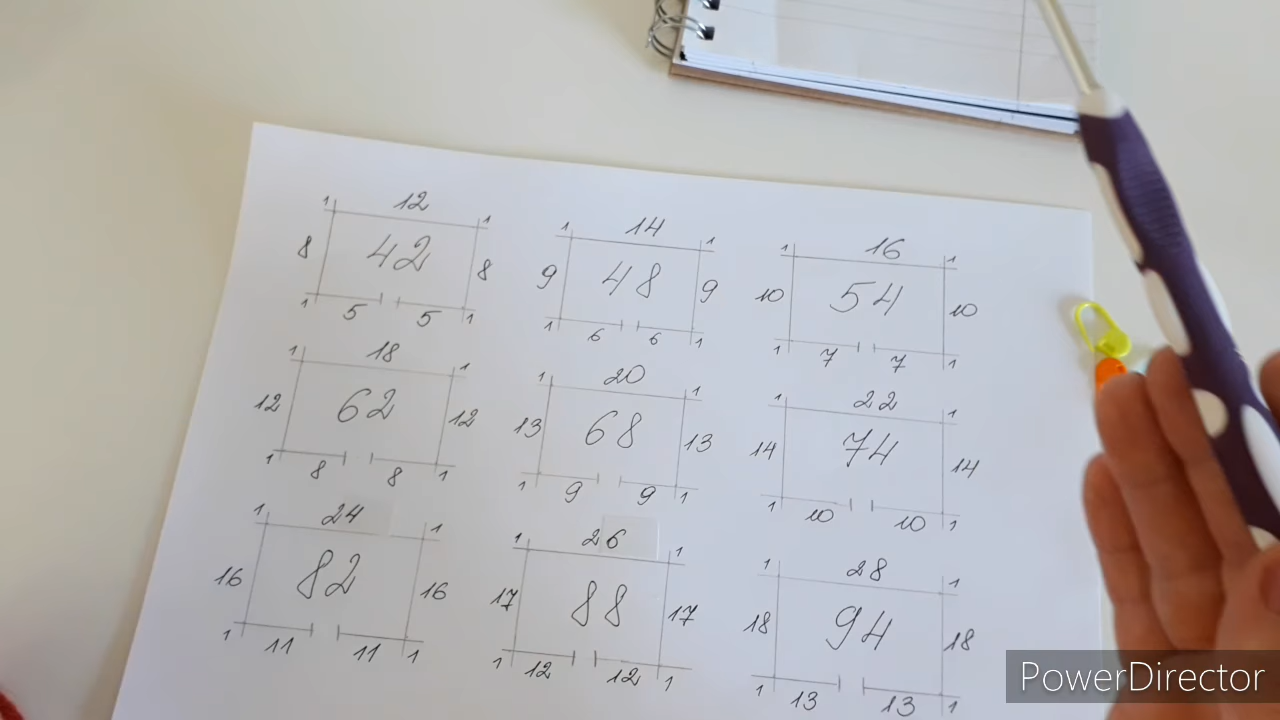 12 14 16
1 1 1 1 1 1
8 42 8 9 48 9 10 54 10
1 5 5 1 1 6 6 1 1 7 7 1
18 20 22
1 1 1 1 1 1
12 62 12 13 68 13 14 74 14
1 8 8 1 1 9 9 1 1 10 10 1
24 26 28
1 1 1 1 1 1
16 82 16 17 88 17 18 94 18
1 11 11 1 1 12 12 1 1 13 13 1
PowerDirector